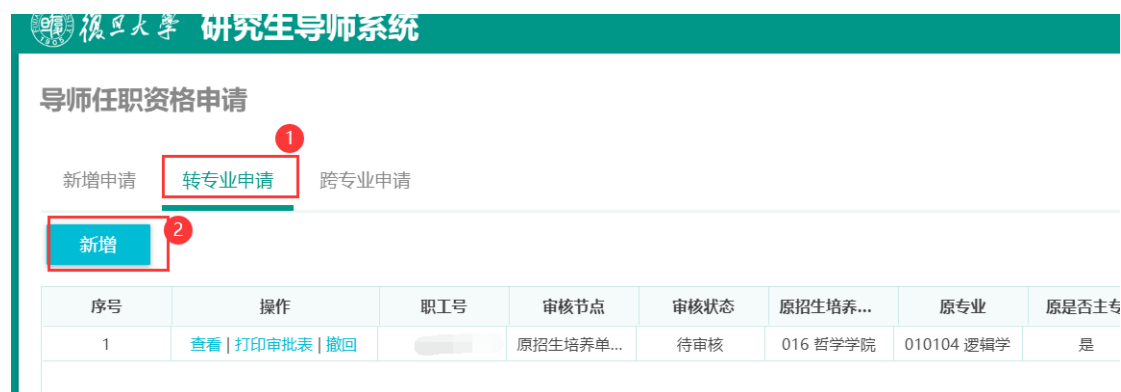 復旦大學 研究生导师系统
导师任职资格申请
1
新增申请 转专业申请 跨专业申请
新增 2
序号 操作 职工号 审核节点 审核状态 原招生培养... 原专业 原是否主专
1 查看 | 打印审批表 | 撤回 原招生培养单... 待审核 016 哲学学院 010104 逻辑学 是